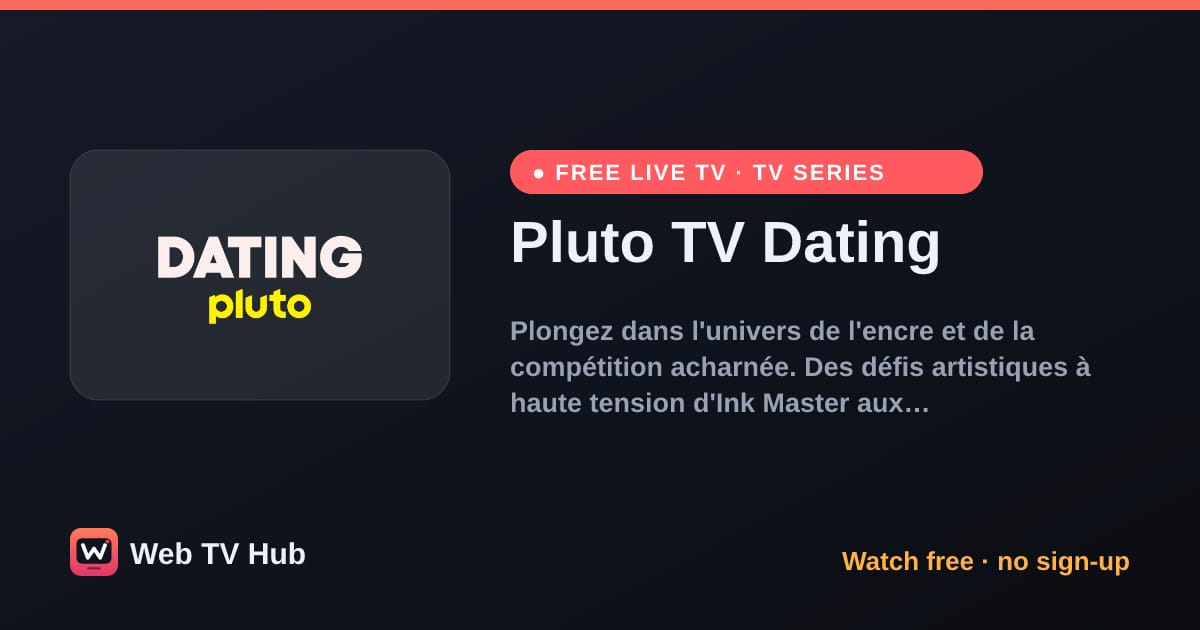 DATING
pluto
• FREE LIVE TV · TV SERIES
Pluto TV Dating
Plongez dans l'univers de l'encre et de la
compétition acharnée. Des défis artistiques à
haute tension d'Ink Master aux…
W
Web TV Hub
Watch free · no sign-up